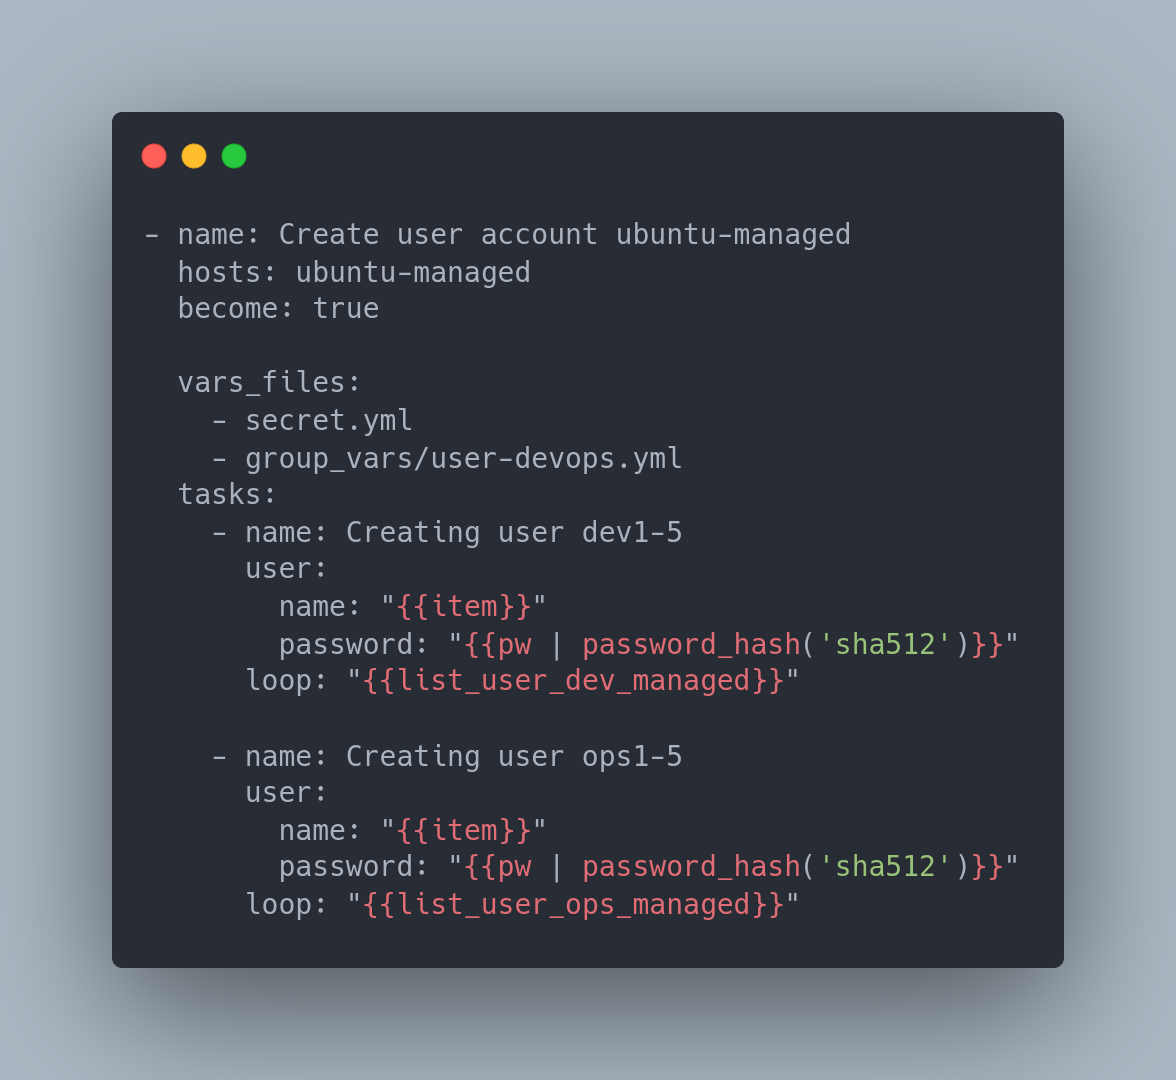 - name: Create user account ubuntu-managed
  hosts: ubuntu-managed
  become: true

  vars_files:
    - secret.yml
    - group_vars/user-devops.yml
  tasks:
    - name: Creating user dev1-5
      user:
        name: "{{item}}"
        password: "{{pw | password_hash('sha512')}}"
      loop: "{{list_user_dev_managed}}"

    - name: Creating user ops1-5
      user:
        name: "{{item}}"
        password: "{{pw | password_hash('sha512')}}"
      loop: "{{list_user_ops_managed}}"